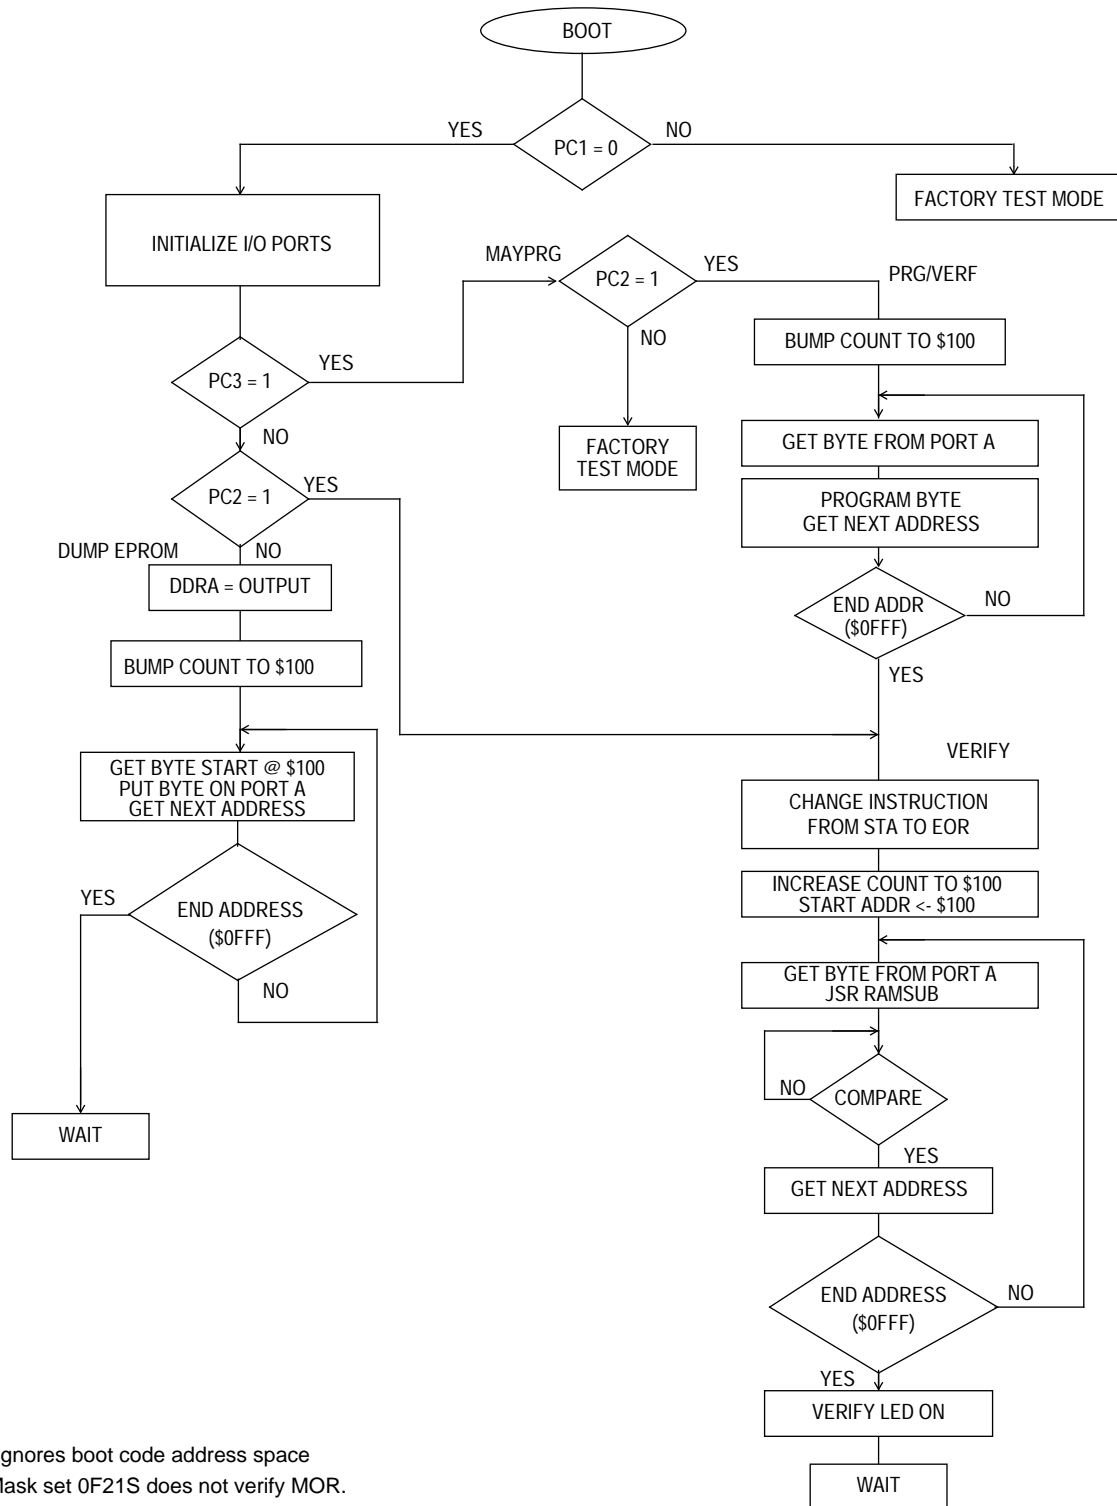 BOOT
YES
NO
PC1 = 0
FACTORY TEST MODE
INITIALIZE I/O PORTS
MAYPRG
PC2 = 1
YES
PRG/VERF
NO
BUMP COUNT TO $100
YES
PC3 = 1
NO
FACTORY
TEST MODE
GET BYTE FROM PORT A
PC2 = 1
YES
PROGRAM BYTE
GET NEXT ADDRESS
DUMP EPROM
NO
DDRA = OUTPUT
END ADDR
($0FFF)
NO
YES
BUMP COUNT TO $100
VERIFY
GET BYTE START @ $100
PUT BYTE ON PORT A
GET NEXT ADDRESS
CHANGE INSTRUCTION
FROM STA TO EOR
YES
END ADDRESS
($0FFF)
NO
INCREASE COUNT TO $100
START ADDR <- $100
GET BYTE FROM PORT A
JSR RAMSUB
NO
COMPARE
YES
WAIT
GET NEXT ADDRESS
END ADDRESS
($0FFF)
NO
YES
VERIFY LED ON
WAIT
gnores boot code address space
Mask set 0F21S does not verify MOR.